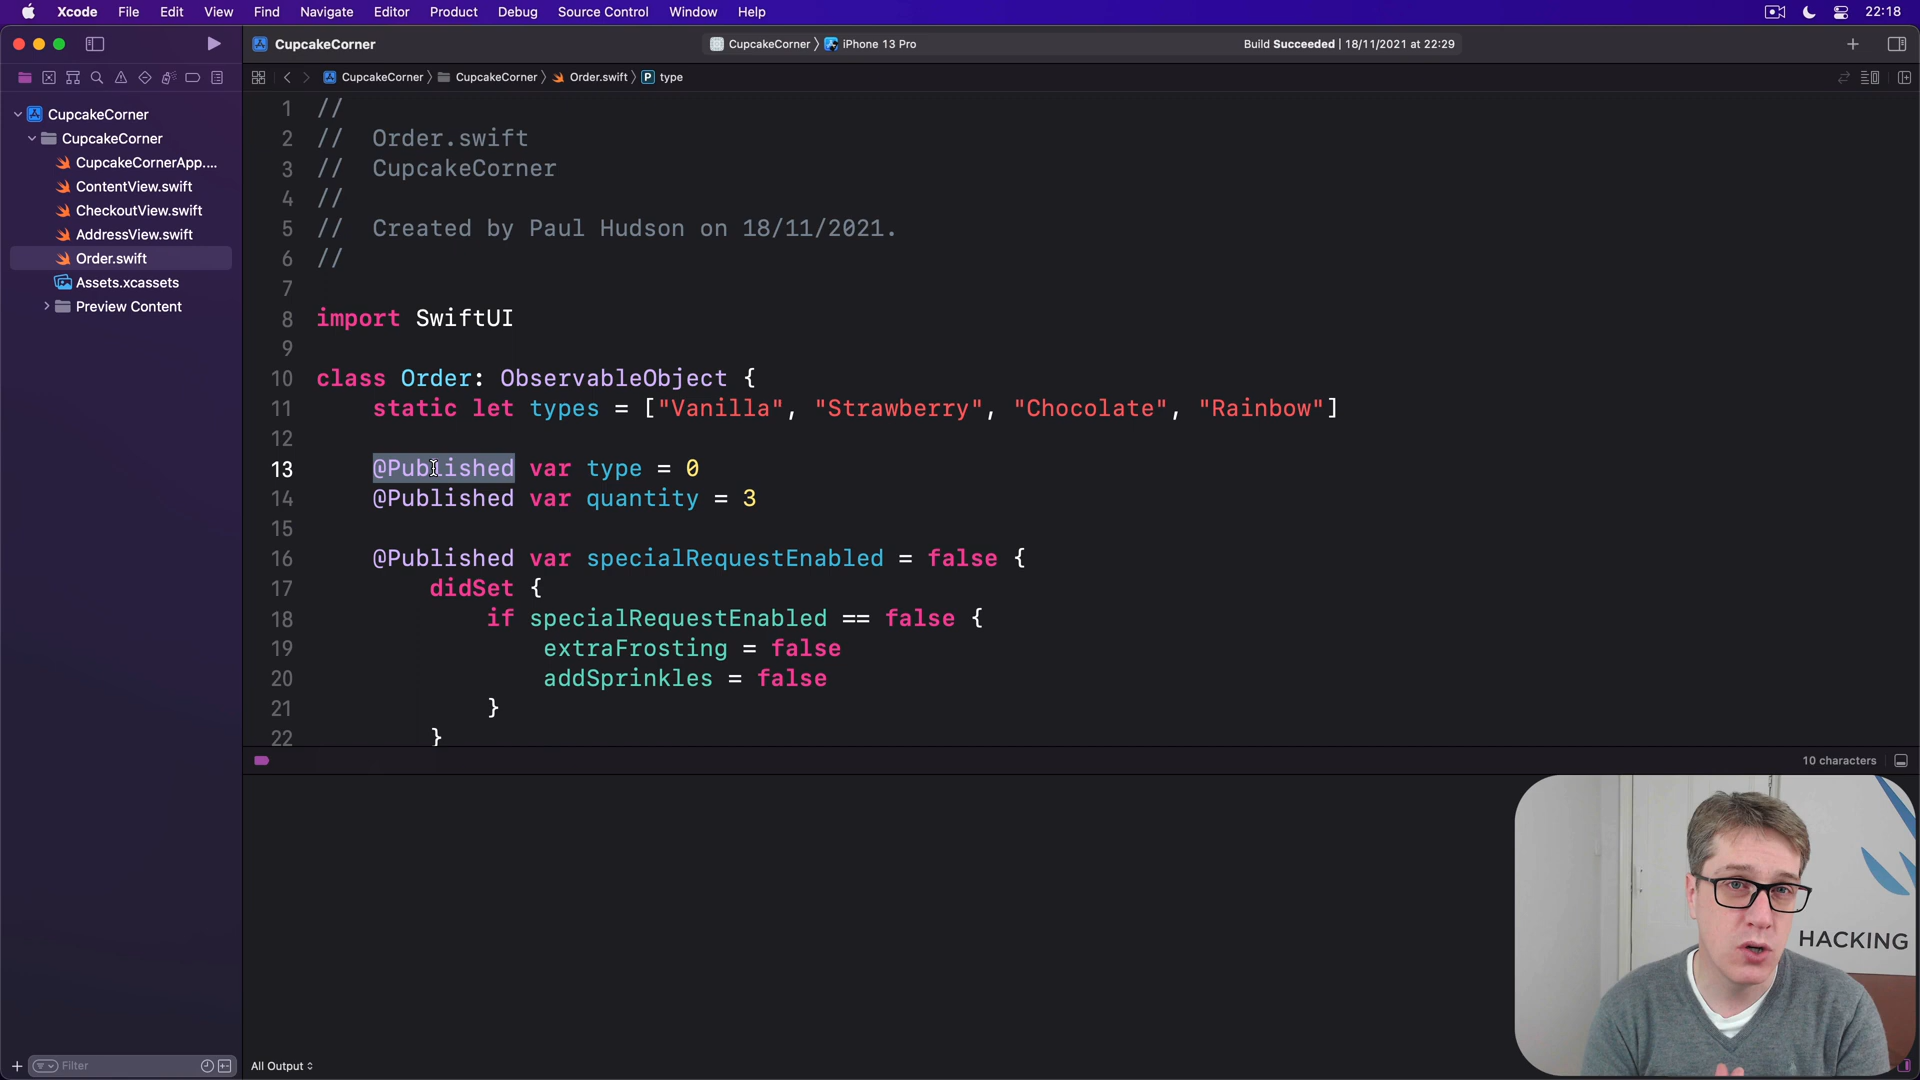 Xcode File Edit View Find Navigate Editor Product Debug Source Control Window Help 22:18
CupcakeCorner CupcakeCorner iPhone 13 Pro Build Succeeded | 18/11/2021 at 22:29
CupcakeCorner CupcakeCorner Order.swift P type
CupcakeCorner
CupcakeCorner
CupcakeCornerApp....
ContentView.swift
CheckoutView.swift
AddressView.swift
Order.swift
Assets.xcassets
Preview Content
1 //
2 // Order.swift
3 // CupcakeCorner
4 //
5 // Created by Paul Hudson on 18/11/2021.
6 //
7
8 import SwiftUI
9
10 class Order: ObservableObject {
11 static let types = ["Vanilla", "Strawberry", "Chocolate", "Rainbow"]
12
13 @Published var type = 0
14 @Published var quantity = 3
15
16 @Published var specialRequestEnabled = false {
17 didSet {
18 if specialRequestEnabled == false {
19 extraFrosting = false
20 addSprinkles = false
21 }
22 }
10 characters
HACKING
Filter
All Output